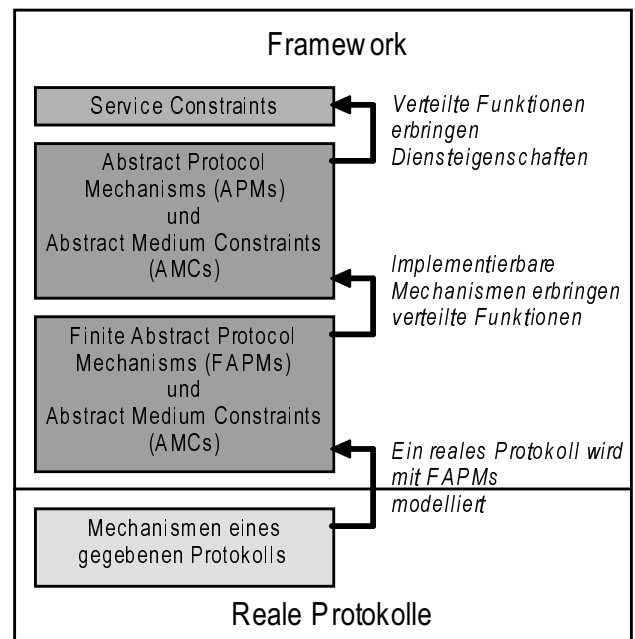 Framework
Service Constraints
Verteilte Funktionen
erbringen
Diensteigenschaften
Abstract Protocol
Mechanisms (APMs)
und
Abstract Medium Constraints
(AMCs)
Implementierbare
Mechanismen erbringen
verteilte Funktionen
Finite Abstract Protocol
Mechanisms (FAPMs)
und
Abstract Medium Constraints
(AMCs)
Ein reales Protokoll wird
mit FAPMs
modelliert
Mechanismen eines
gegebenen Protokolls
Reale Protokolle